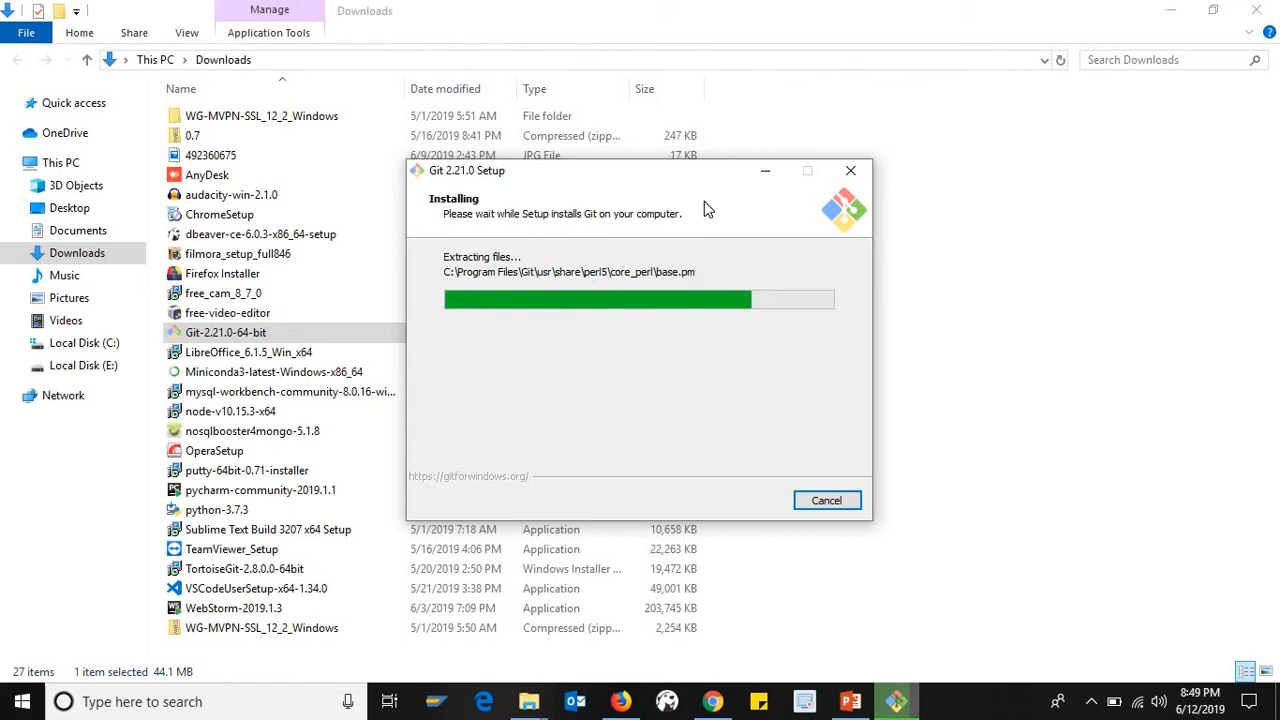 Manage
Downloads
File
Home
Share
View
Application Tools
This PC
Downloads
Search Downloads
Name
Date modified
Type
Size
Quick access
OneDrive
This PC
3D Objects
Desktop
Documents
Downloads
Music
Pictures
Videos
Local Disk (C:)
Local Disk (E:)
Network
WG-MVPN-SSL_12_2_Windows 5/1/2019 5:51 AM File folder
0.7 5/16/2019 8:41 PM Compressed (zipp... 247 KB
492360675 6/9/2019 2:43 PM JPG File 17 KB
AnyDesk
audacity-win-2.1.0
ChromeSetup
dbeaver-ce-6.0.3-x86_64-setup
filmora_setup_full846
Firefox Installer
free_cam_8_7_0
free-video-editor
Git-2.21.0-64-bit
LibreOffice_6.1.5_Win_x64
Miniconda3-latest-Windows-x86_64
mysql-workbench-community-8.0.16-wi...
node-v10.15.3-x64
nosqlbooster4mongo-5.1.8
OperaSetup
putty-64bit-0.71-installer
pycharm-community-2019.1.1
python-3.7.3
Sublime Text Build 3207 x64 Setup 5/1/2019 7:18 AM Application 10,658 KB
TeamViewer_Setup 5/16/2019 4:06 PM Application 22,263 KB
TortoiseGit-2.8.0.0-64bit 5/20/2019 2:50 PM Windows Installer ... 19,472 KB
VSCodeUserSetup-x64-1.34.0 5/21/2019 3:38 PM Application 49,001 KB
WebStorm-2019.1.3 6/3/2019 7:09 PM Application 203,745 KB
WG-MVPN-SSL_12_2_Windows 5/1/2019 5:50 AM Compressed (zipp... 2,254 KB
Git 2.21.0 Setup
Installing
Please wait while Setup installs Git on your computer.
Extracting files...
C:\Program Files\Git\usr\share\perl5\core_perl\base.pm
https://gitforwindows.org/
Cancel
27 items 1 item selected 44.1 MB
Type here to search
8:49 PM
6/12/2019